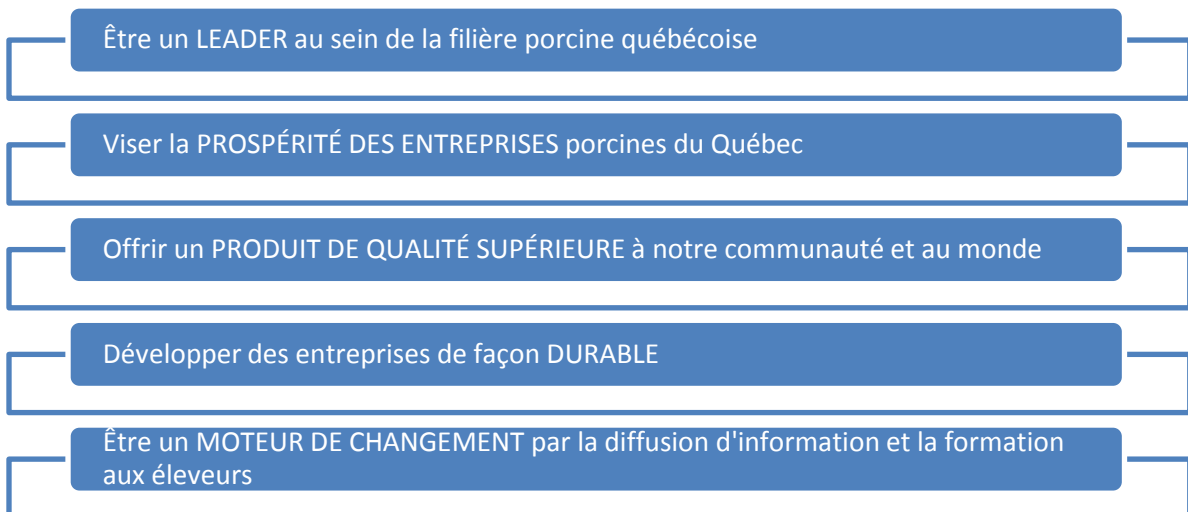 Être un LEADER au sein de la filière porcine québécoise
Viser la PROSPÉRITÉ DES ENTREPRISES porcines du Québec
Offrir un PRODUIT DE QUALITÉ SUPÉRIEURE à notre communauté et au monde
Développer des entreprises de façon DURABLE
Être un MOTEUR DE CHANGEMENT par la diffusion d'information et la formation
aux éleveurs